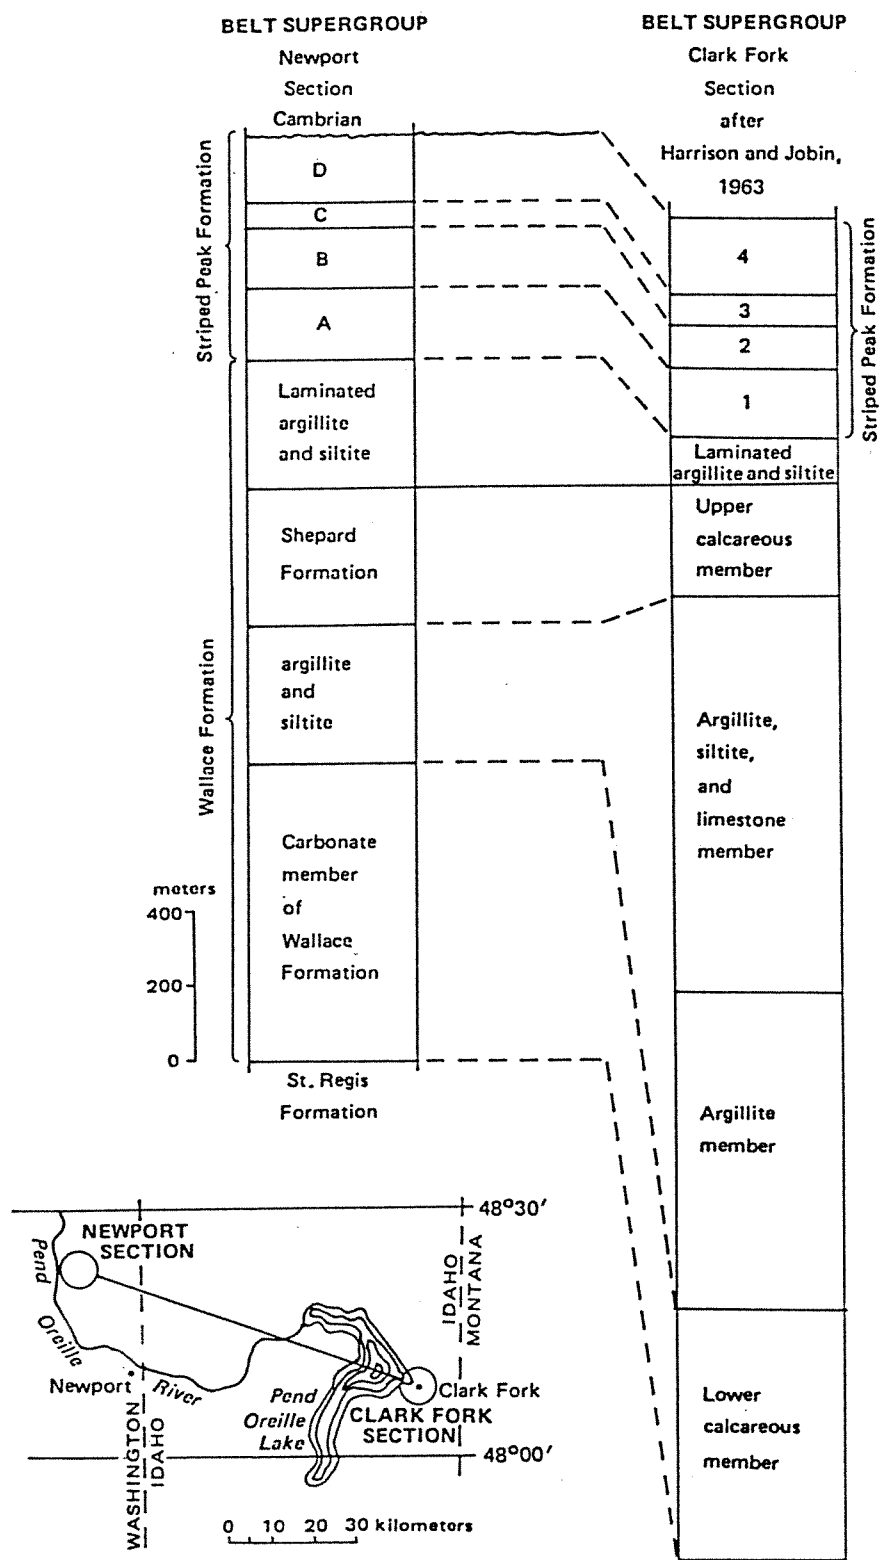 BELT SUPERGROUP
Newport
Section
Cambrian
BELT SUPERGROUP
Clark Fork
Section
after
Harrison and Jobin,
1963
Striped Peak Formation
D
C
B
A
Wallace Formation
Laminated
argillite
and siltite
Shepard
Formation
argillite
and
siltite
Carbonate
member
of
Wallace
Formation
St. Regis
Formation
meters
400
200
0
4
3
2
1
Striped Peak Formation
Laminated
argillite and siltite
Upper
calcareous
member
Argillite,
siltite,
and
limestone
member
Argillite
member
Lower
calcareous
member
48°30'
NEWPORT
SECTION
Pend
Oreille
River
Newport
WASHINGTON
IDAHO
IDAHO
MONTANA
Pend
Oreille
Lake
Clark Fork
CLARK FORK
SECTION
48°00'
0 10 20 30 kilometers